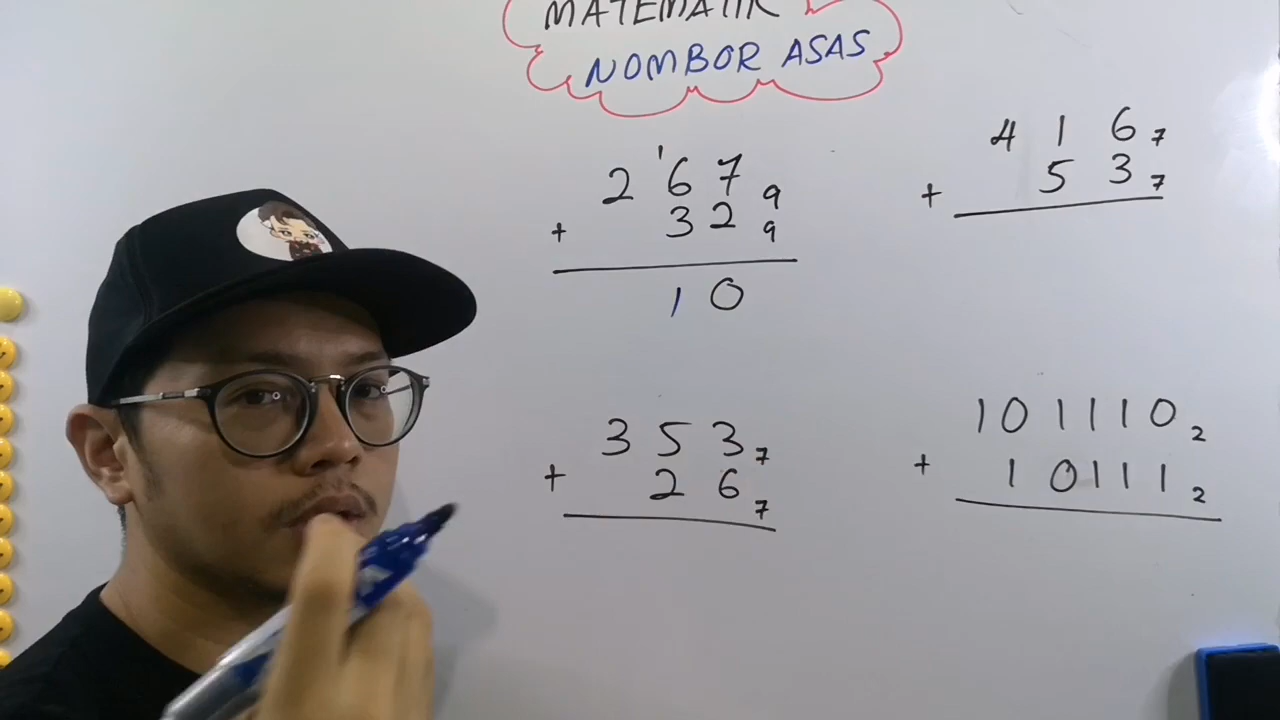 MATEMATIK
NOMBOR ASAS
1
2 6 7 9
+ 3 2 9
1 0
4 1 6 7
+ 5 3 7
3 5 3 7
+ 2 6 7
1 0 1 1 1 0 2
+ 1 0 1 1 1 2